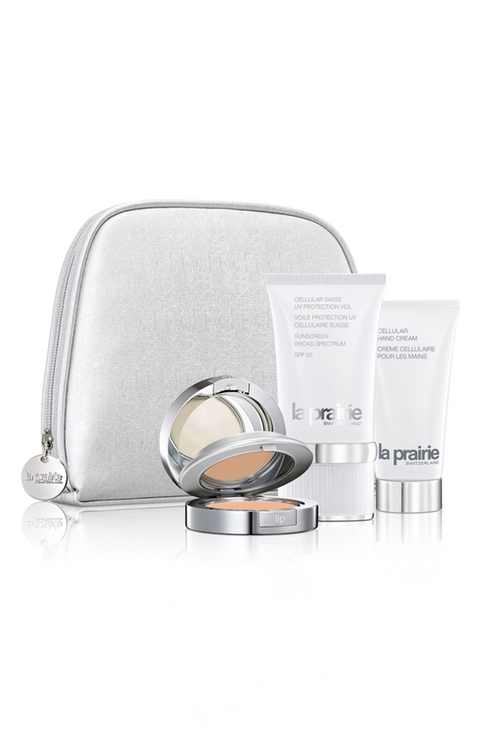 CELLULAR SWISS
UV PROTECTION VEIL
VOILE PROTECTION UV
CELLULAIRE SUISSE
SUNSCREEN
BROAD SPECTRUM
SPF 50
la prairie
SWITZERLAND
CELLULAR
HAND CREAM
CRÈME CELLULAIRE
POUR LES MAINS
la prairie
SWITZERLAND
la prairie
lip